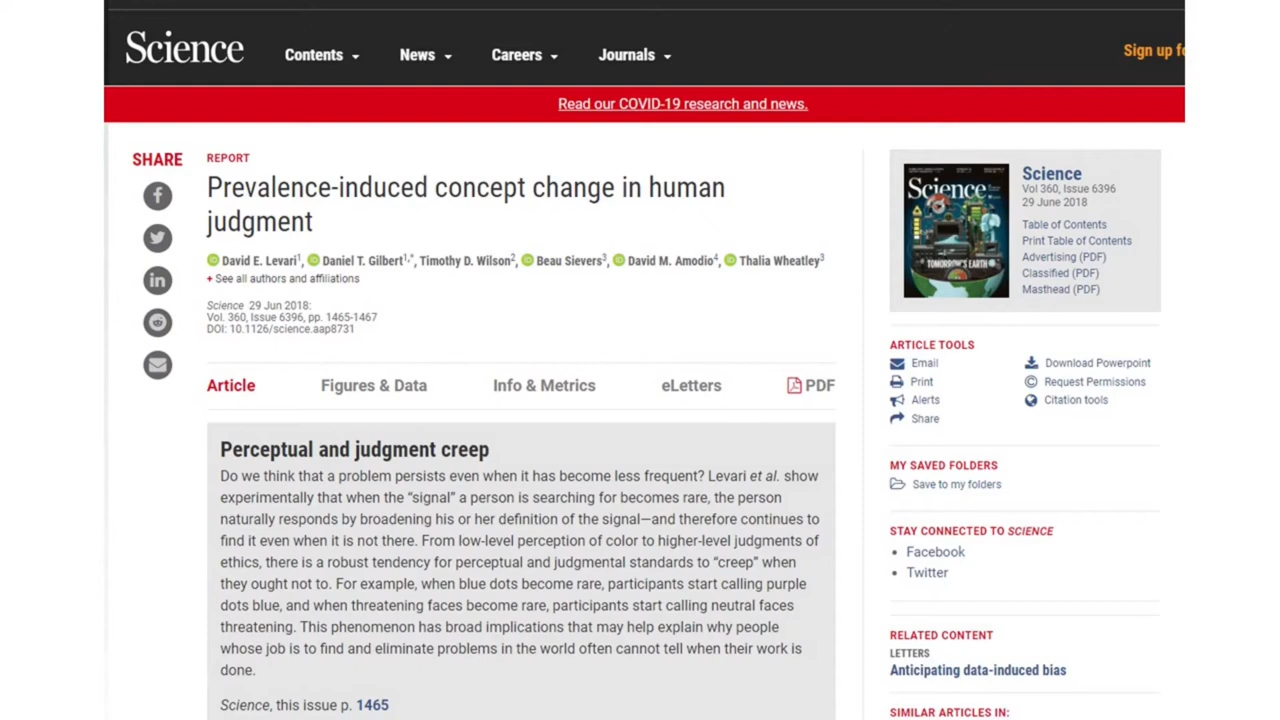 Science
Contents
News
Careers
Journals
Read our COVID-19 research and news.
SHARE
REPORT
Prevalence-induced concept change in human
judgment
David E. Levari1, Daniel T. Gilbert1,*, Timothy D. Wilson2, Beau Sievers3, David M. Amodio4, Thalia Wheatley3
+ See all authors and affiliations
Science 29 Jun 2018:
Vol. 360, Issue 6396, pp. 1465-1467
DOI: 10.1126/science.aap8731
Article
Figures & Data
Info & Metrics
eLetters
PDF
Perceptual and judgment creep
Do we think that a problem persists even when it has become less frequent? Levari et al. show
experimentally that when the “signal” a person is searching for becomes rare, the person
naturally responds by broadening his or her definition of the signal—and therefore continues to
find it even when it is not there. From low-level perception of color to higher-level judgments of
ethics, there is a robust tendency for perceptual and judgmental standards to “creep” when
they ought not to. For example, when blue dots become rare, participants start calling purple
dots blue, and when threatening faces become rare, participants start calling neutral faces
threatening. This phenomenon has broad implications that may help explain why people
whose job is to find and eliminate problems in the world often cannot tell when their work is
done.
Science, this issue p. 1465
Sign up
Science
TOMORROW'S EARTH
Science
Vol 360, Issue 6396
29 June 2018
Table of Contents
Print Table of Contents
Advertising (PDF)
Classified (PDF)
Masthead (PDF)
ARTICLE TOOLS
Email
Print
Alerts
Share
Download Powerpoint
Request Permissions
Citation tools
MY SAVED FOLDERS
Save to my folders
STAY CONNECTED TO SCIENCE
• Facebook
• Twitter
RELATED CONTENT
LETTERS
Anticipating data-induced bias
SIMILAR ARTICLES IN: